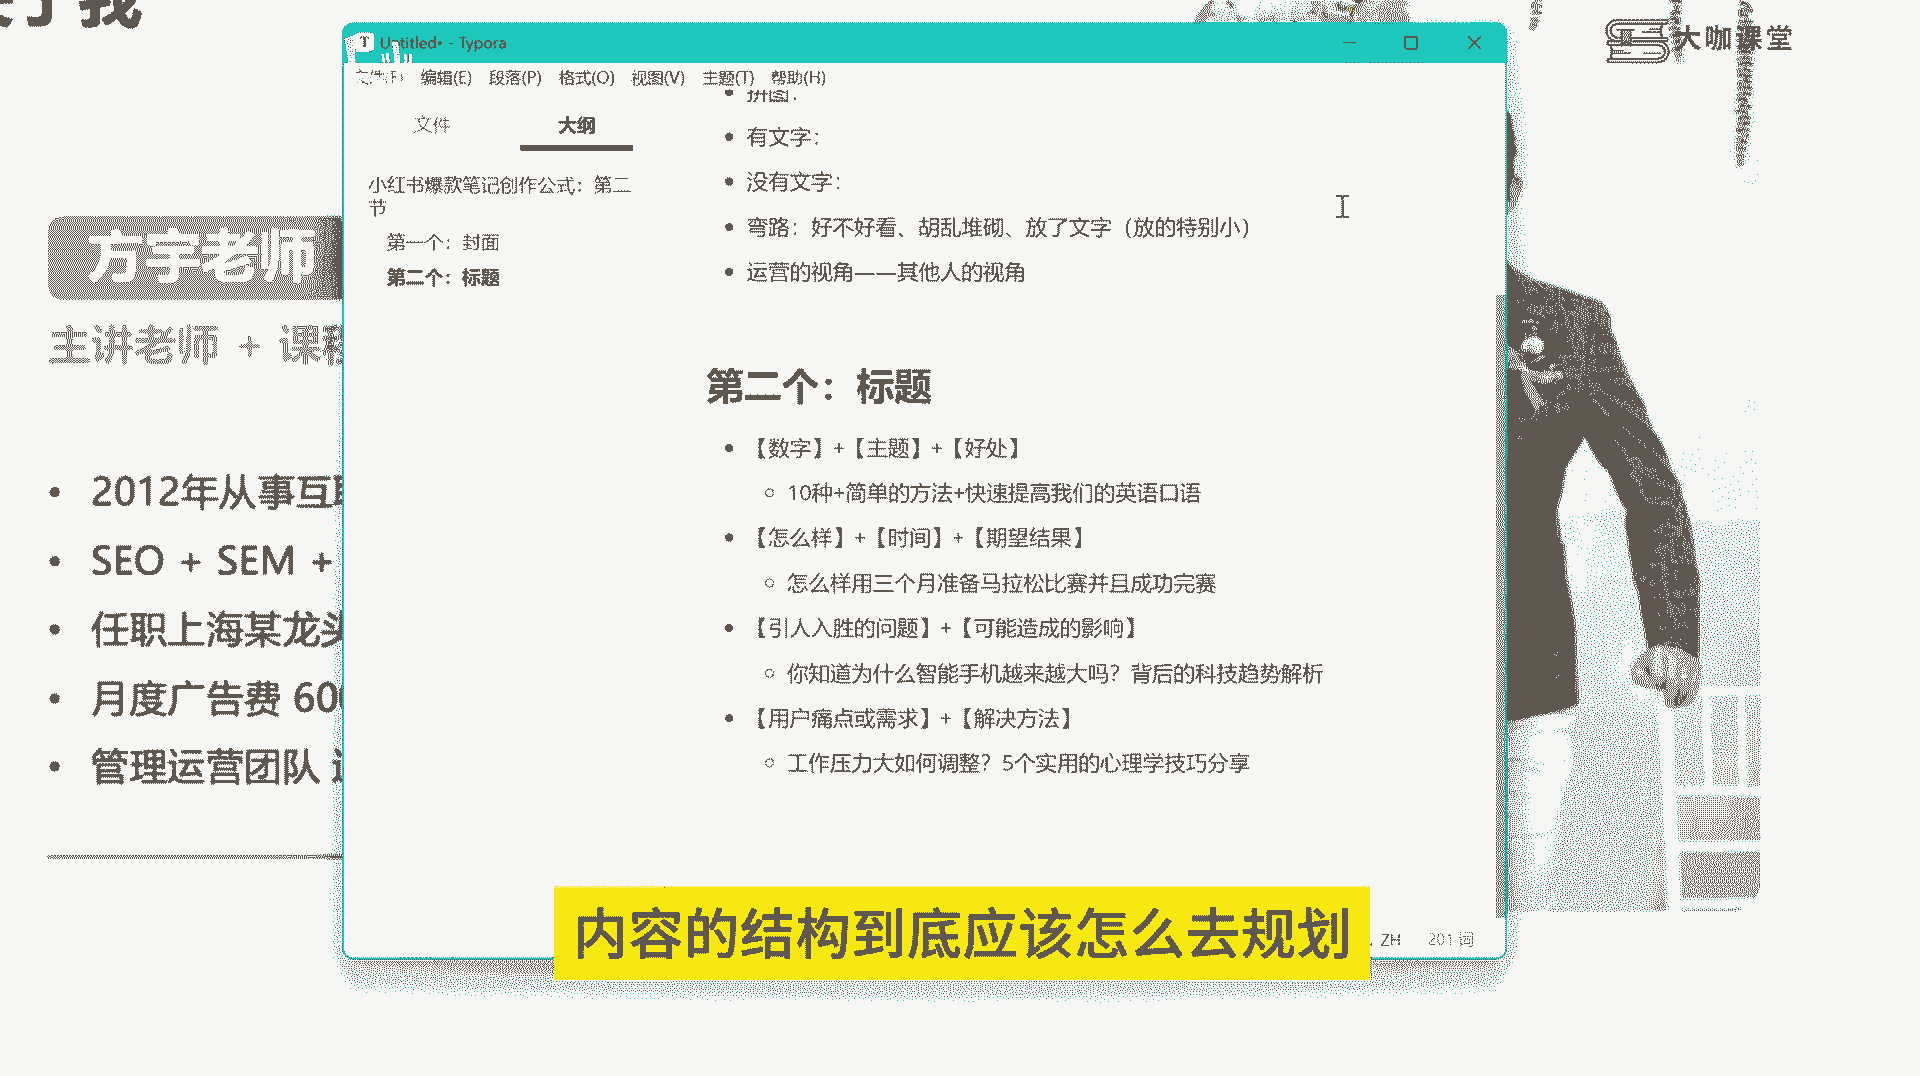 了我
大咖课堂
Untitled• - Typora
文件(F) 编辑(E) 段落(P) 格式(O) 视图(V) 主题(T) 帮助(H)
文件
大纲
小红书爆款笔记创作公式：第二
节
第一个：封面
第二个：标题
拼图：
有文字：
没有文字：
弯路：好不好看、胡乱堆砌、放了文字（放的特别小）
运营的视角——其他人的视角
第二个：标题
【数字】+【主题】+【好处】
10种+简单的方法+快速提高我们的英语口语
【怎么样】+【时间】+【期望结果】
怎么样用三个月准备马拉松比赛并且成功完赛
【引人入胜的问题】+【可能造成的影响】
你知道为什么智能手机越来越大吗？背后的科技趋势解析
【用户痛点或需求】+【解决方法】
工作压力大如何调整？5个实用的心理学技巧分享
方宇老师
主讲老师 + 课程
• 2012年从事互联
• SEO + SEM +
• 任职上海某龙头
• 月度广告费 600
• 管理运营团队
内容的结构到底应该怎么去规划
ZH
201 词